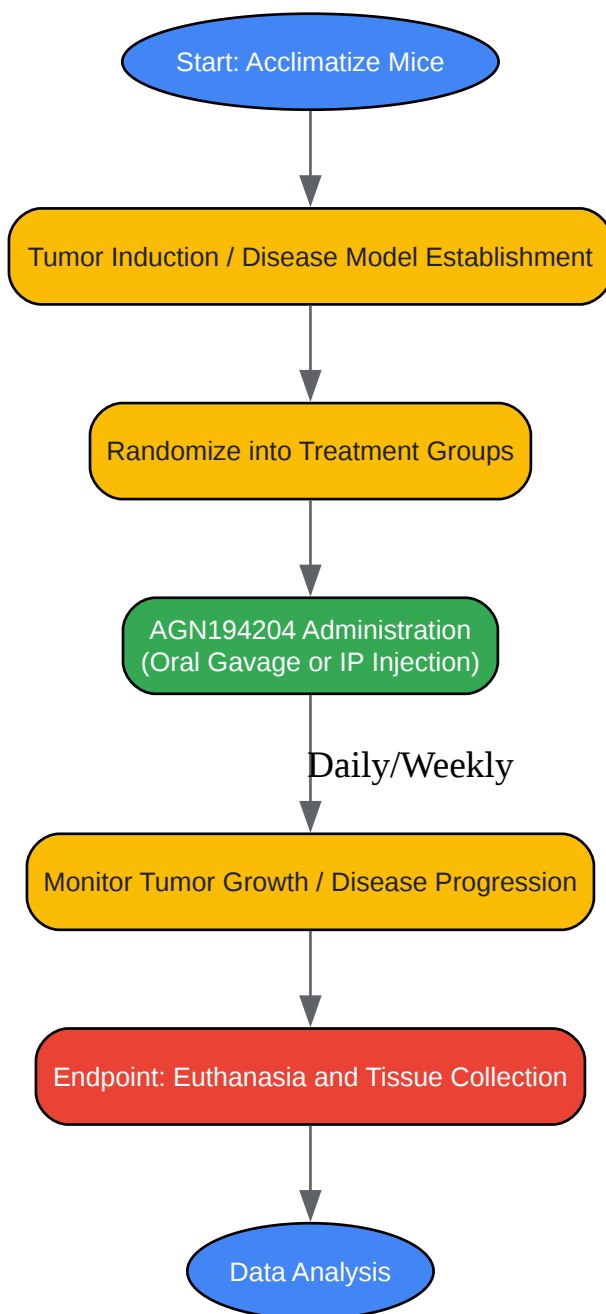 Start: Acclimatize Mice
Tumor Induction / Disease Model Establishment
Randomize into Treatment Groups
AGN194204 Administration
(Oral Gavage or IP Injection)
Daily/Weekly
Monitor Tumor Growth / Disease Progression
Endpoint: Euthanasia and Tissue Collection
Data Analysis